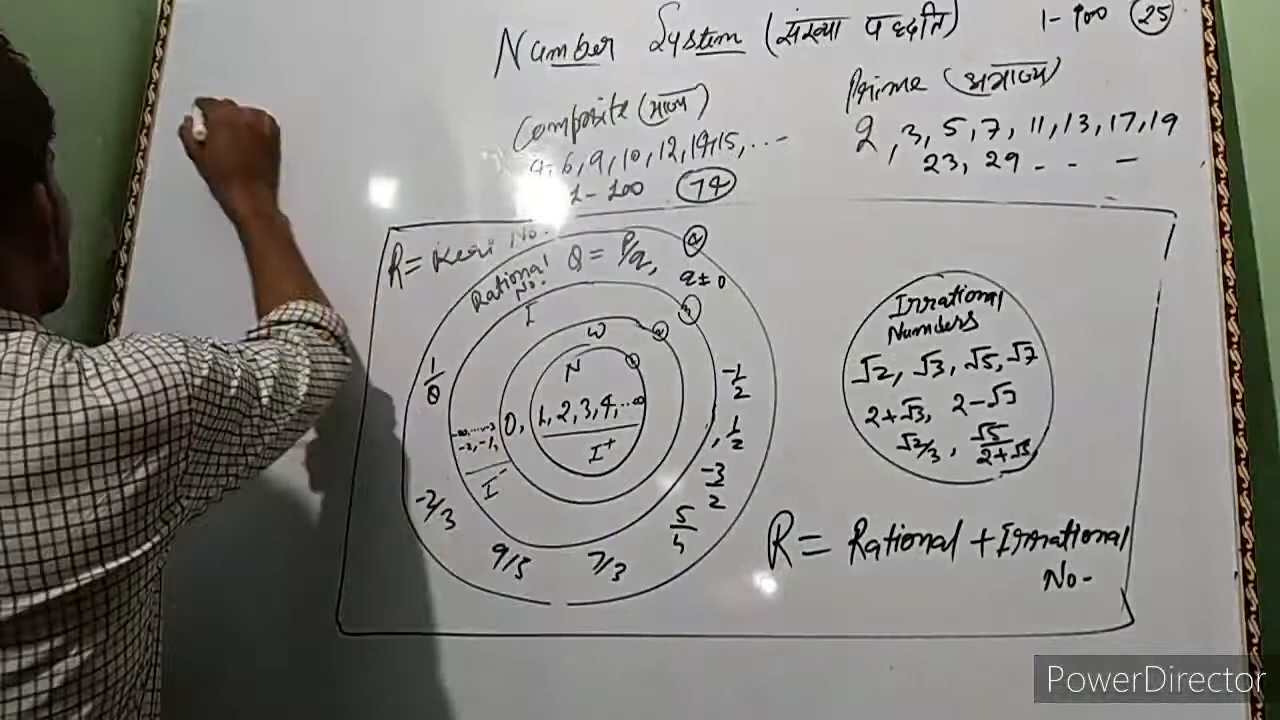 Number System (संख्या पद्धति)
1-100 (25)
Composite (भाज्य)
4, 6, 9, 10, 12, 14, 15, ...
1-100 (74)
Prime (अभाज्य)
2, 3, 5, 7, 11, 13, 17, 19
23, 29 - - -
R = Real No.
Rational No. Q = P/q,
q ≠ 0
I
W
N
1/8
0, 1, 2, 3, 4, ...∞
I⁺
-∞.....-3
-2, -1,
I⁻
-1/2
, 1/2
-3/2
5/4
-2/3
9/5
7/3
Irrational
Numders
√2, √3, √5, √7
2+√3, 2-√3
√2/3, √5/2+√3
R = Rational + Irrational
No-
PowerDirector